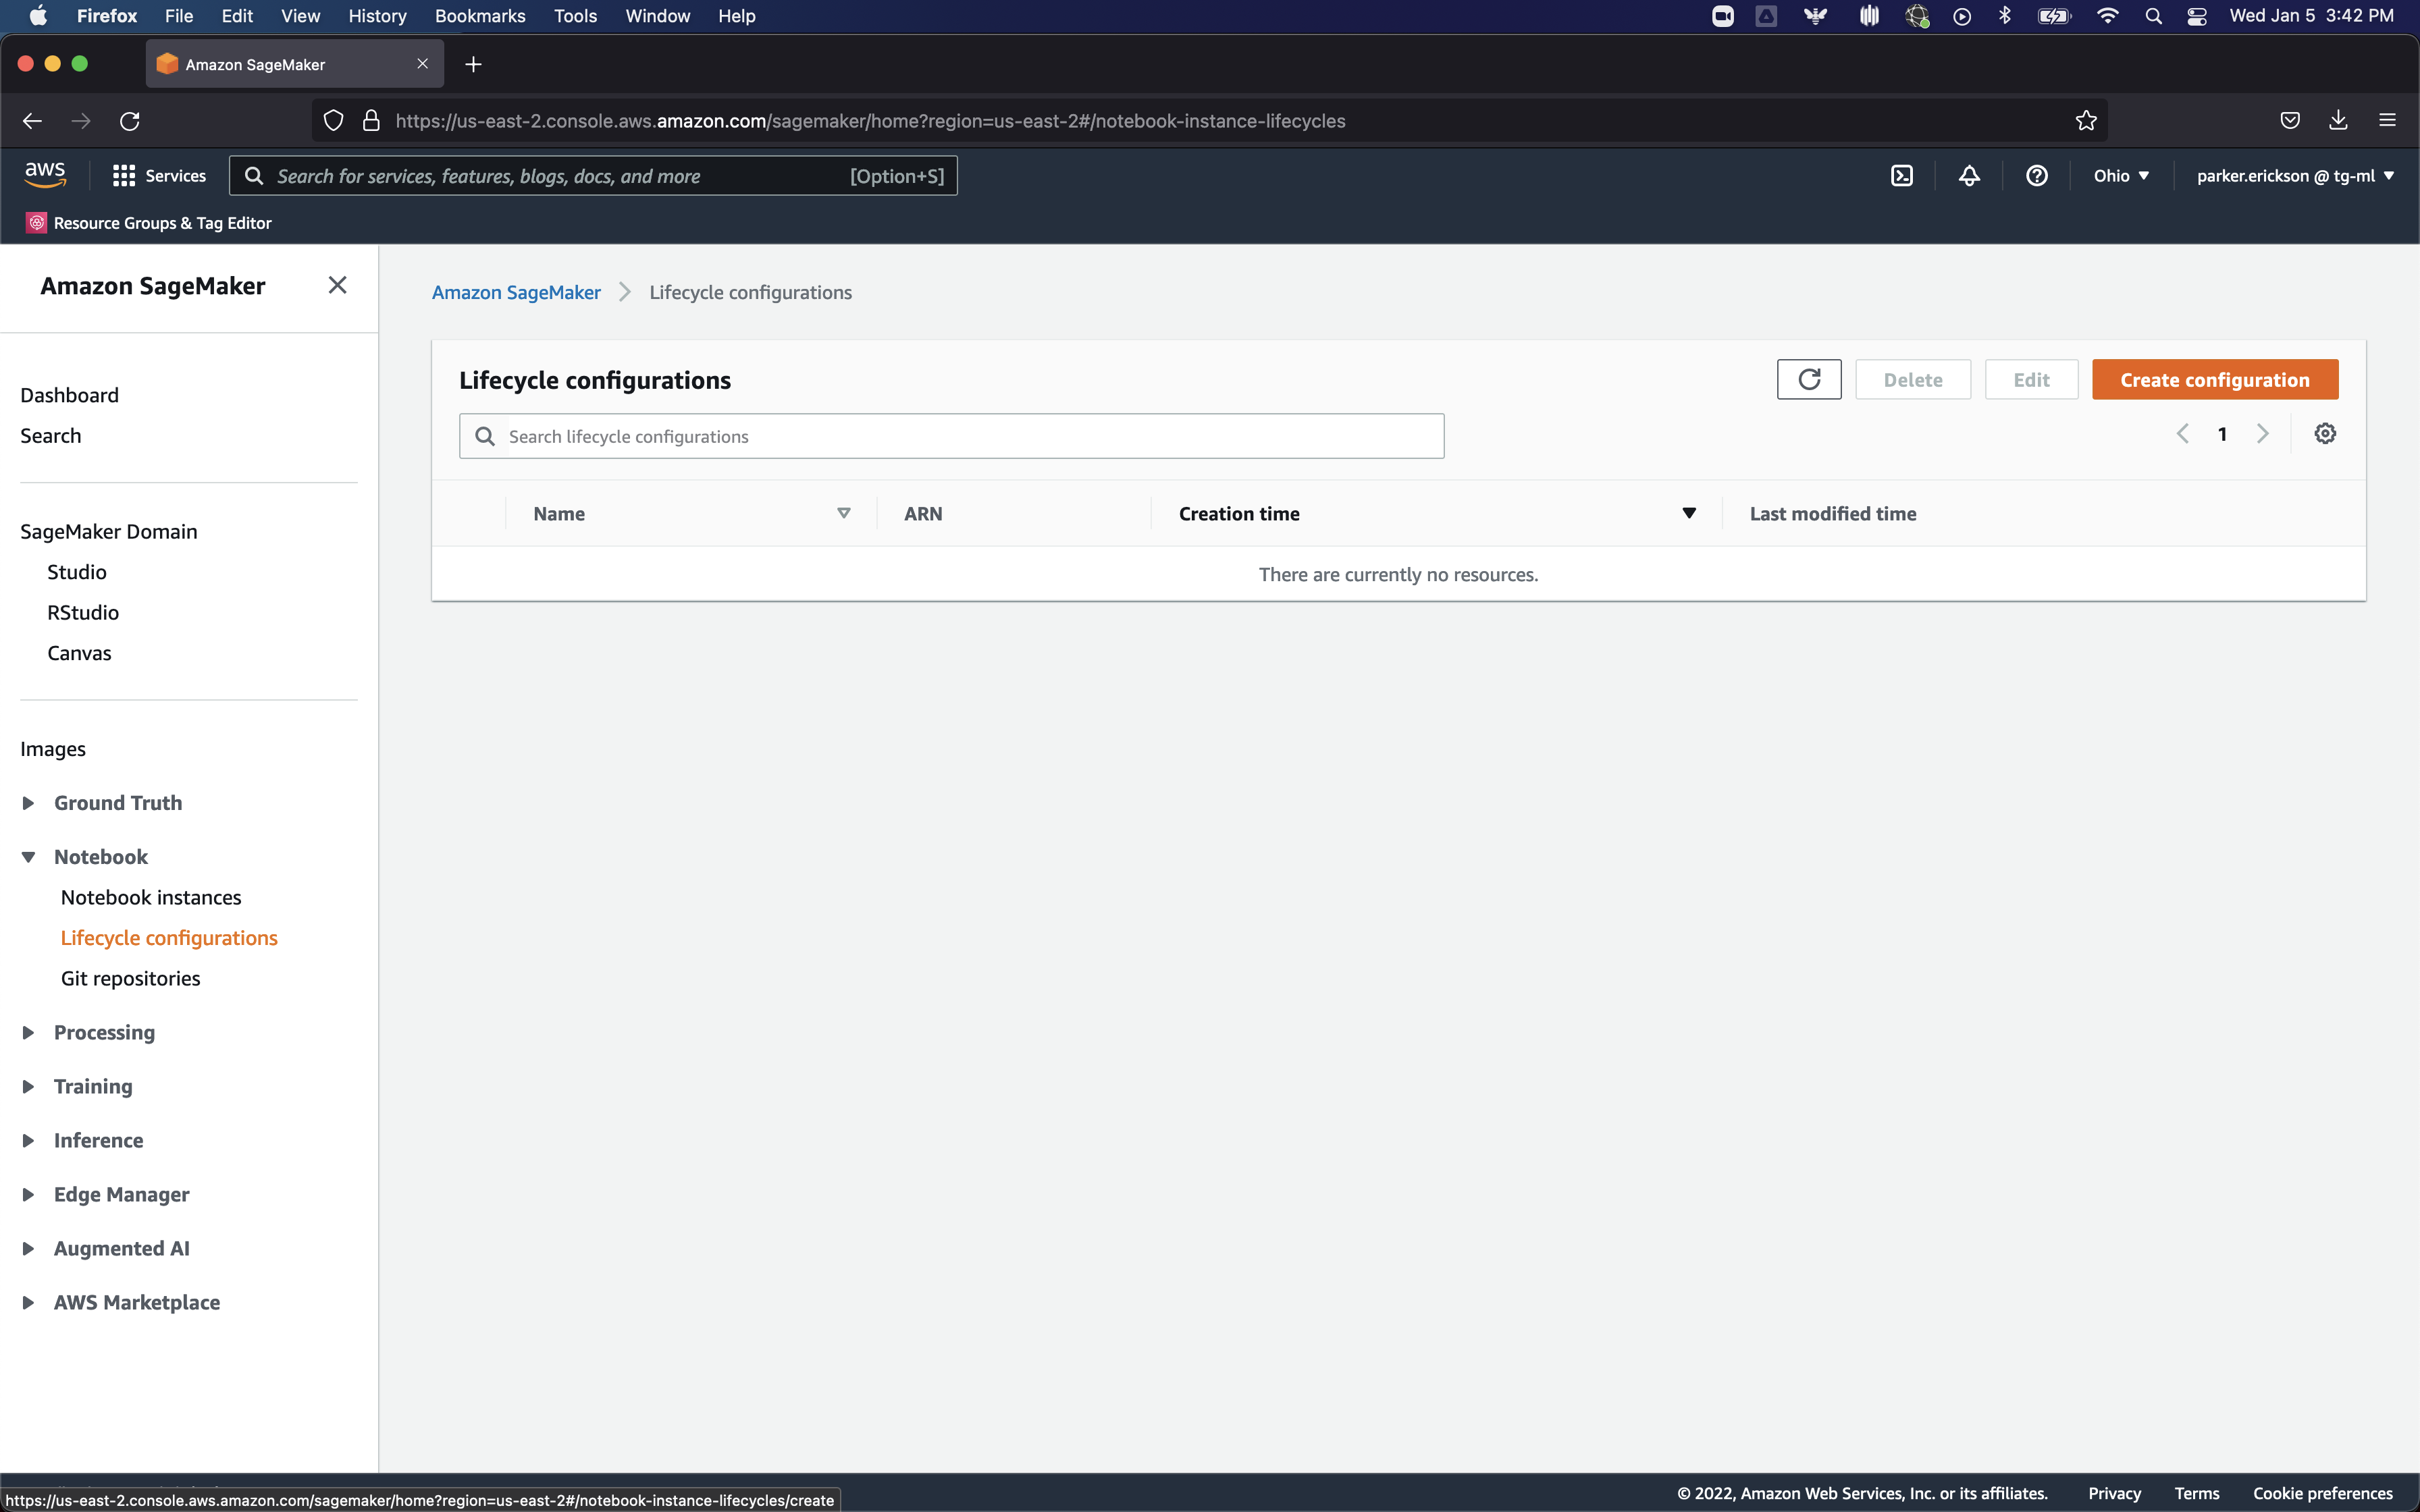 Firefox File Edit View History Bookmarks Tools Window Help Wed Jan 5 3:42 PM
Amazon SageMaker
https://us-east-2.console.aws.amazon.com/sagemaker/home?region=us-east-2#/notebook-instance-lifecycles
aws Services Search for services, features, blogs, docs, and more [Option+S] Ohio parker.erickson @ tg-ml
Resource Groups & Tag Editor
Amazon SageMaker
Dashboard
Search
SageMaker Domain
Studio
RStudio
Canvas
Images
Ground Truth
Notebook
Notebook instances
Lifecycle configurations
Git repositories
Processing
Training
Inference
Edge Manager
Augmented AI
AWS Marketplace
Amazon SageMaker Lifecycle configurations
Lifecycle configurations Delete Edit Create configuration
Search lifecycle configurations 1
Name ARN Creation time Last modified time
There are currently no resources.
https://us-east-2.console.aws.amazon.com/sagemaker/home?region=us-east-2#/notebook-instance-lifecycles/create
© 2022, Amazon Web Services, Inc. or its affiliates. Privacy Terms Cookie preferences